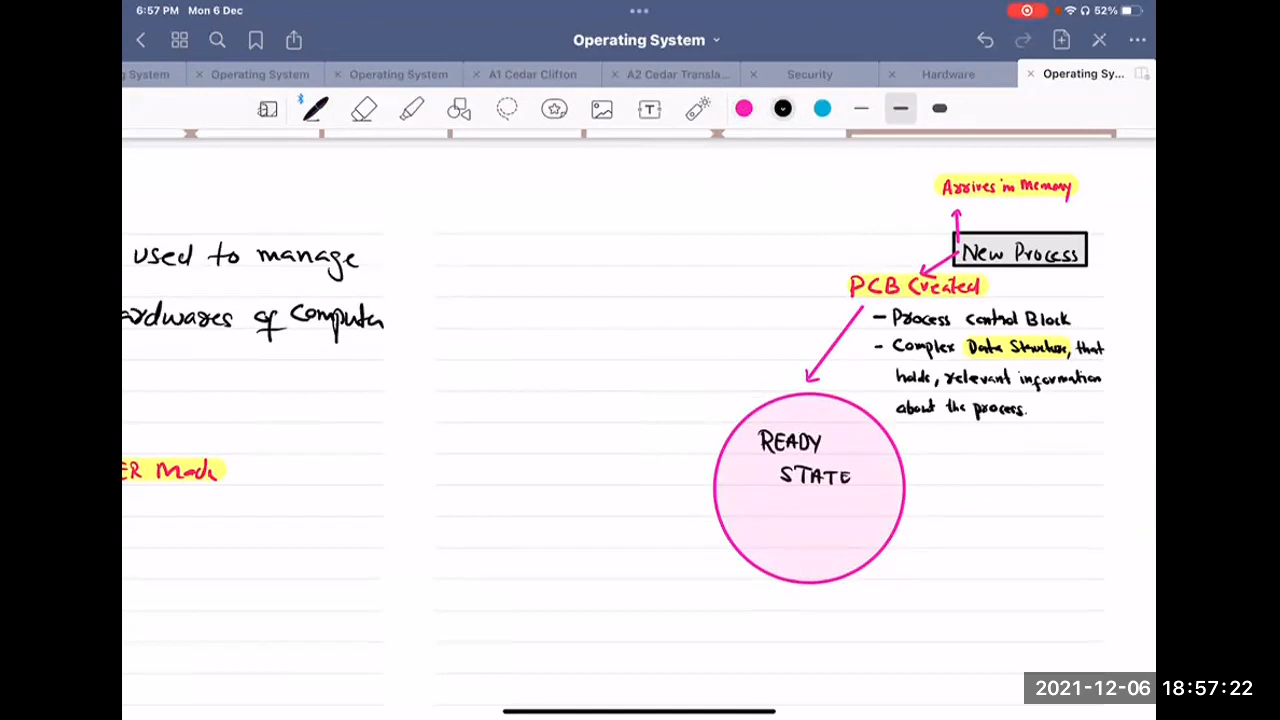 6:57 PM Mon 6 Dec
52%
Operating System
g System
Operating System
Operating System
A1 Cedar Clifton
A2 Cedar Transla...
Security
Hardware
Operating Sy...
T
Arrives in Memory
used to manage
New Process
PCB Created
ardwares of Computer
- Process Control Block
- Complex Data Structure, that
holds, relevant information
about the process.
READY
STATE
ER Mode
2021-12-06 18:57:22